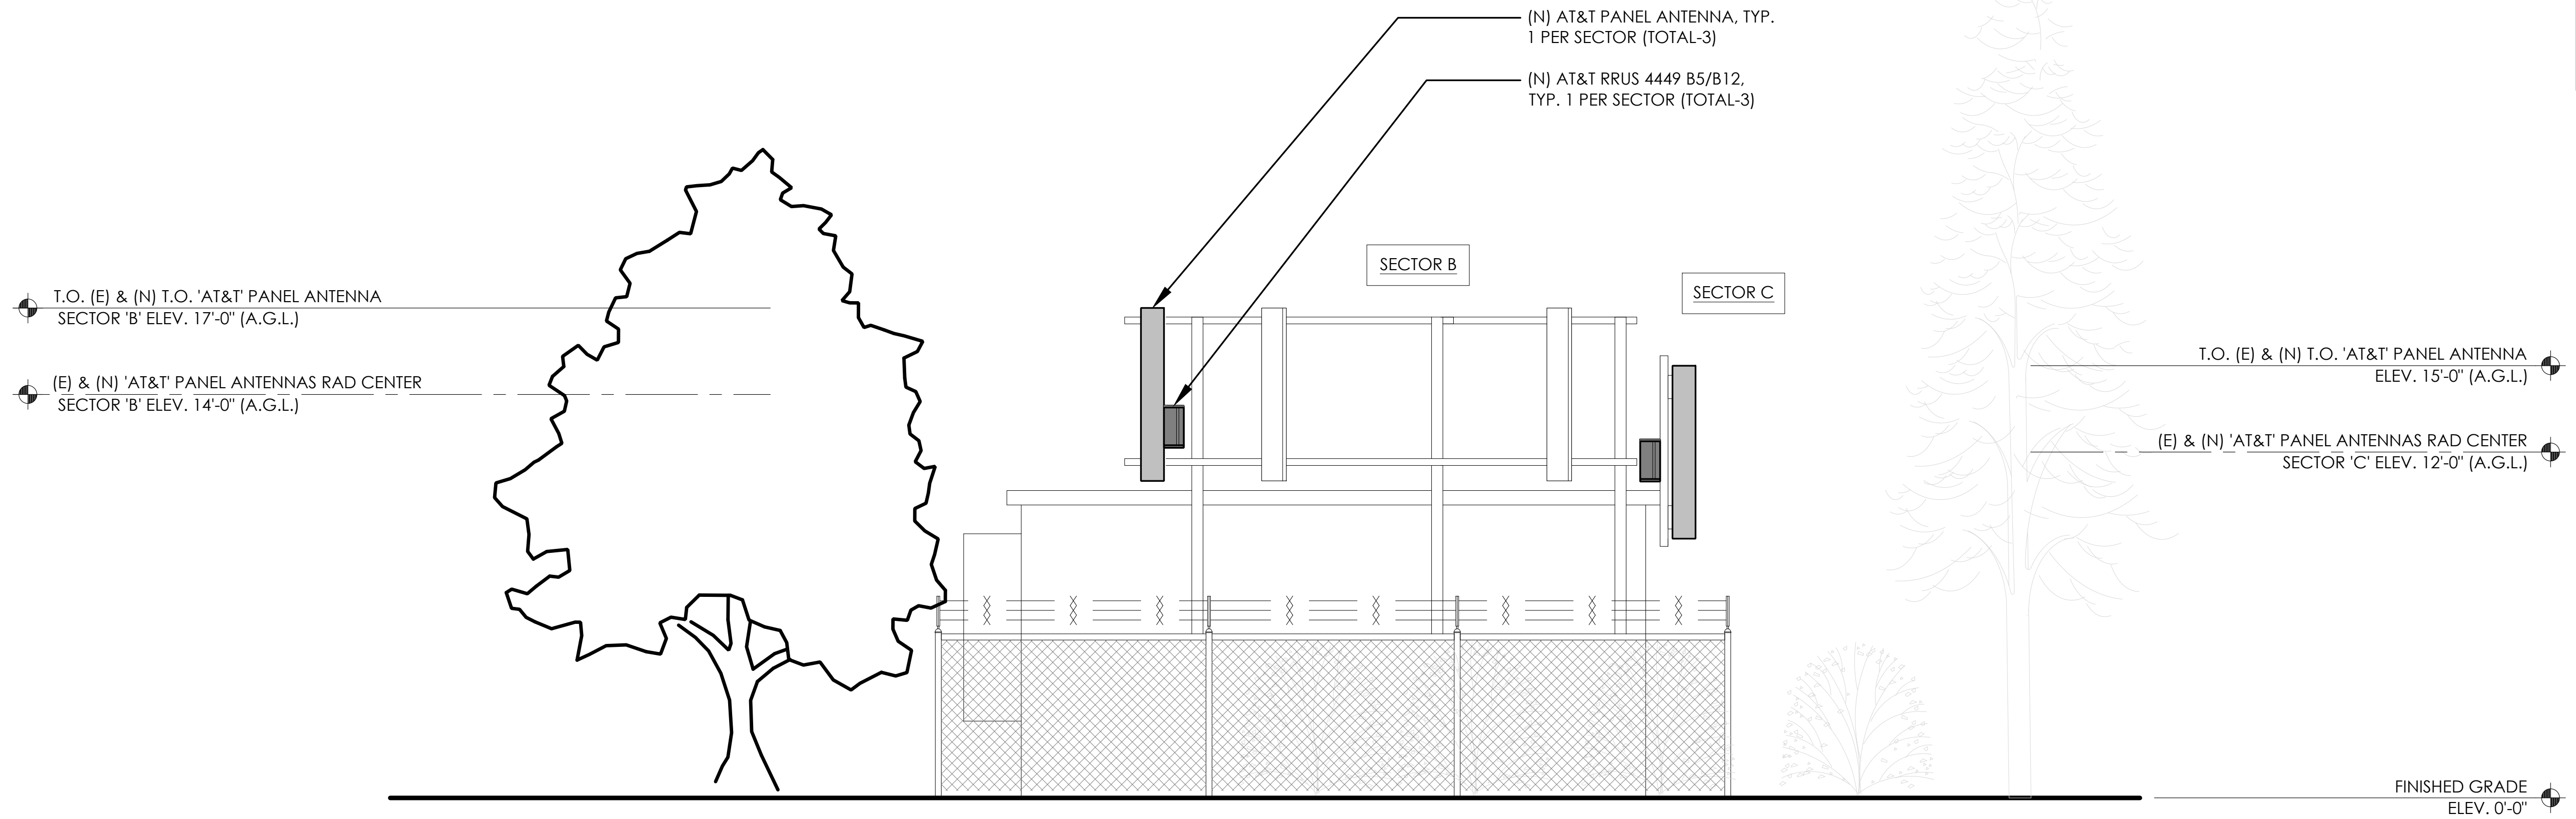 (N) AT&T PANEL ANTENNA, TYP.
1 PER SECTOR (TOTAL-3)
(N) AT&T RRUS 4449 B5/B12,
TYP. 1 PER SECTOR (TOTAL-3)
SECTOR B
SECTOR C
T.O. (E) & (N) T.O. 'AT&T' PANEL ANTENNA
SECTOR 'B' ELEV. 17'-0" (A.G.L.)
(E) & (N) 'AT&T' PANEL ANTENNAS RAD CENTER
SECTOR 'B' ELEV. 14'-0" (A.G.L.)
T.O. (E) & (N) T.O. 'AT&T' PANEL ANTENNA
ELEV. 15'-0" (A.G.L.)
(E) & (N) 'AT&T' PANEL ANTENNAS RAD CENTER
SECTOR 'C' ELEV. 12'-0" (A.G.L.)
FINISHED GRADE
ELEV. 0'-0"